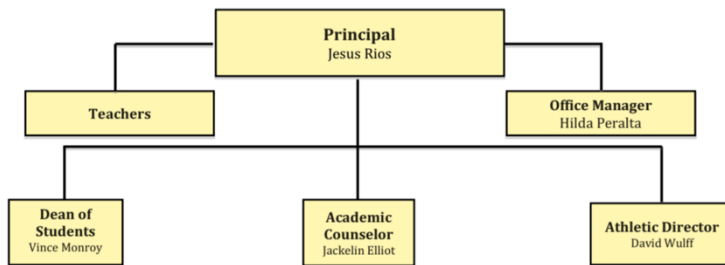 Principal
Jesus Rios
Teachers
Office Manager
Hilda Peralta
Dean of
Students
Vince Monroy
Academic
Counselor
Jackelin Elliot
Athletic Director
David Wulff